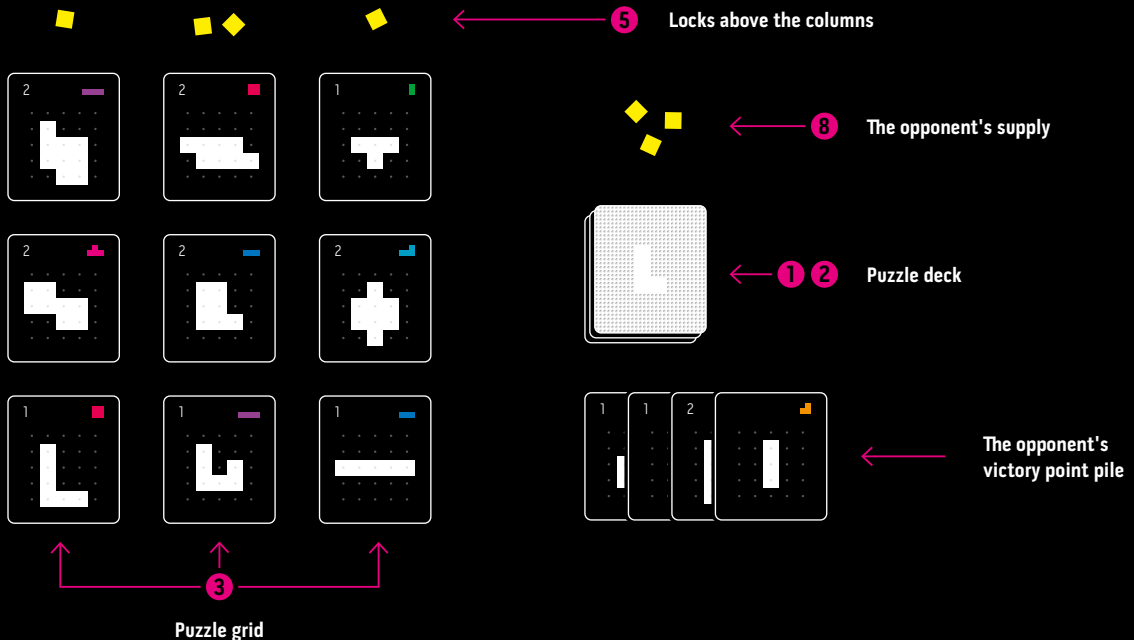 5 Locks above the columns
2 2 1
8 The opponent's supply
2 2 2
1 2 Puzzle deck
1 1 1
1 1 2
The opponent's
victory point pile
3
Puzzle grid